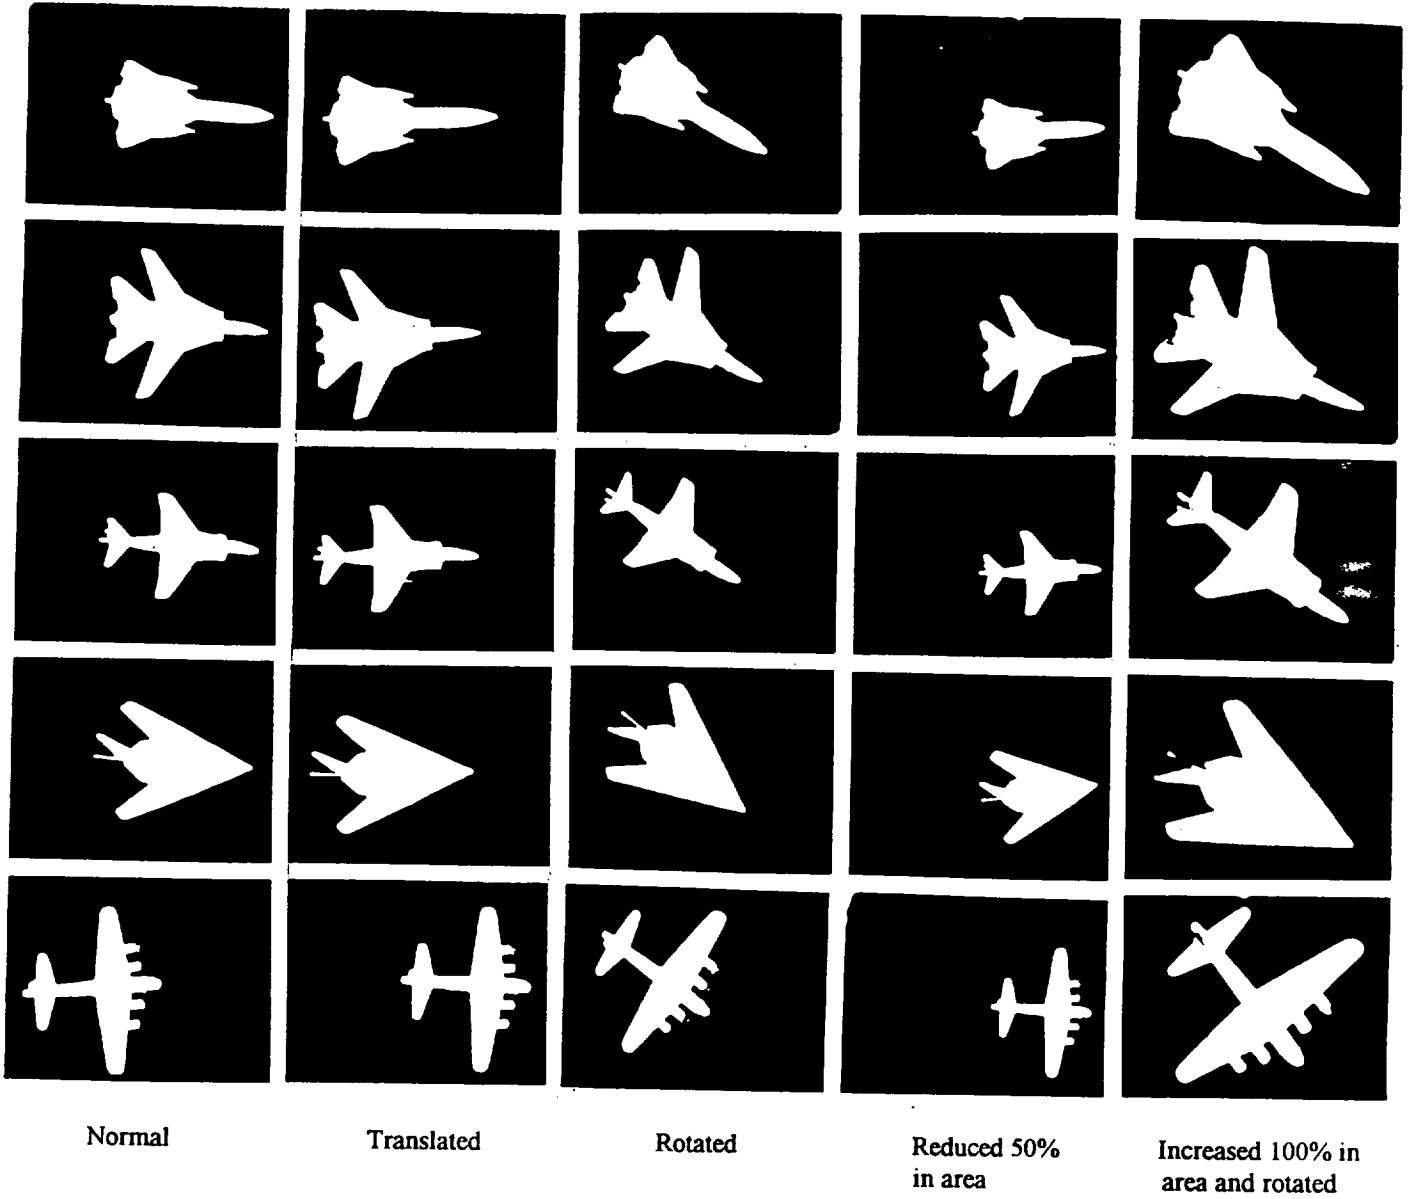 Normal
Translated
Rotated
Reduced 50%
in area
Increased 100% in
area and rotated